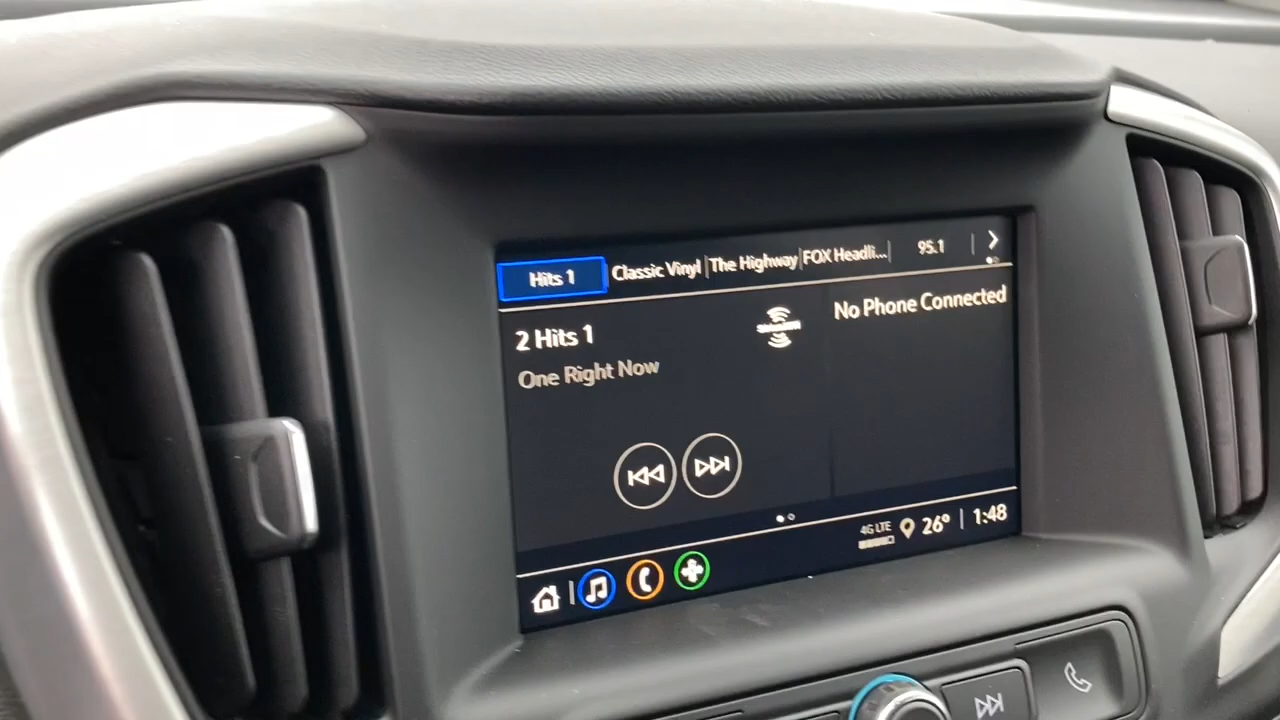 Hits 1 Classic Vinyl The Highway FOX Headli... 95.1
2 Hits 1
No Phone Connected
One Right Now
4G LTE 26° 1:48